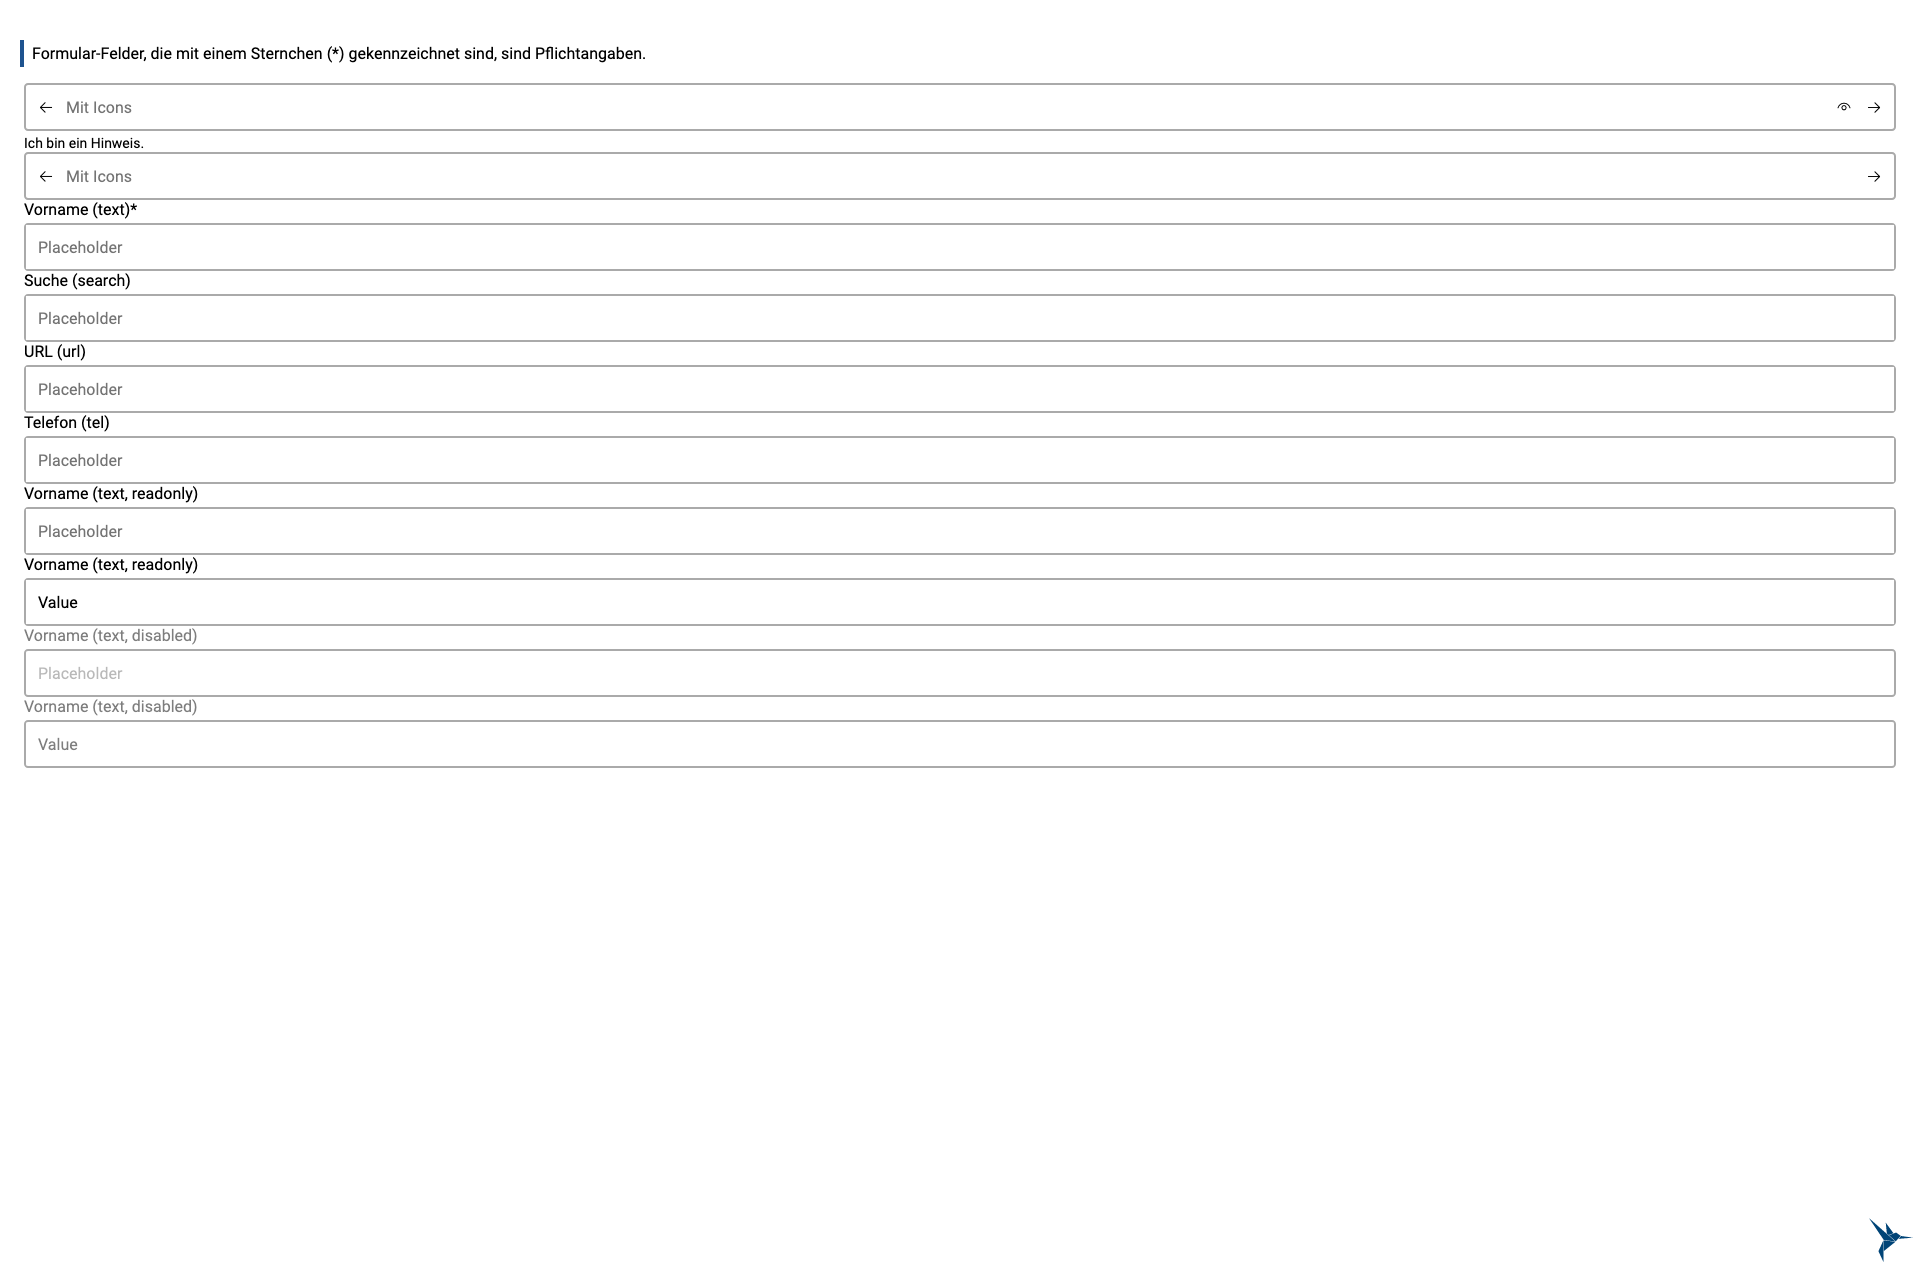 Formular-Felder, die mit einem Sternchen (*) gekennzeichnet sind, sind Pflichtangaben.
Mit Icons
Ich bin ein Hinweis.
Mit Icons
Vorname (text)*
Placeholder
Suche (search)
Placeholder
URL (url)
Placeholder
Telefon (tel)
Placeholder
Vorname (text, readonly)
Placeholder
Vorname (text, readonly)
Value
Vorname (text, disabled)
Placeholder
Vorname (text, disabled)
Value